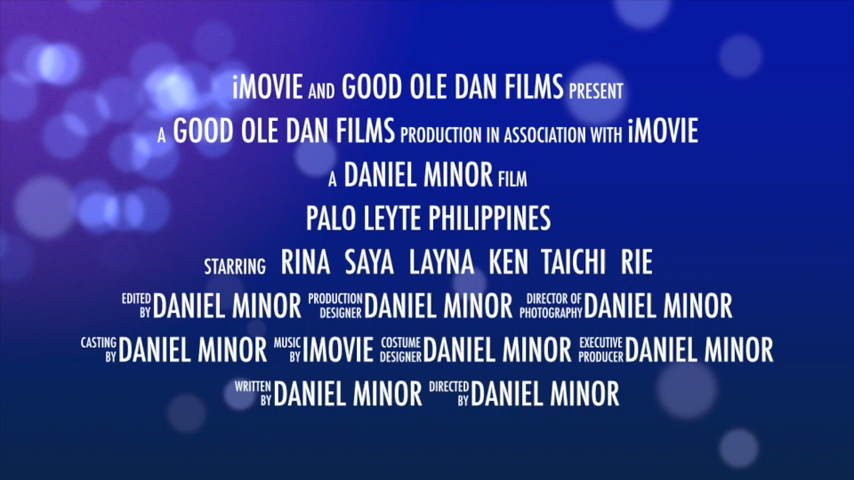 iMOVIE AND GOOD OLE DAN FILMS PRESENT
A GOOD OLE DAN FILMS PRODUCTION IN ASSOCIATION WITH iMOVIE
A DANIEL MINOR FILM
PALO LEYTE PHILIPPINES
STARRING RINA SAYA LAYNA KEN TAICHI RIE
EDITED BY DANIEL MINOR PRODUCTION DESIGNER DANIEL MINOR DIRECTOR OF PHOTOGRAPHY DANIEL MINOR
CASTING BY DANIEL MINOR MUSIC BY IMOVIE COSTUME DESIGNER DANIEL MINOR EXECUTIVE PRODUCER DANIEL MINOR
WRITTEN BY DANIEL MINOR DIRECTED BY DANIEL MINOR